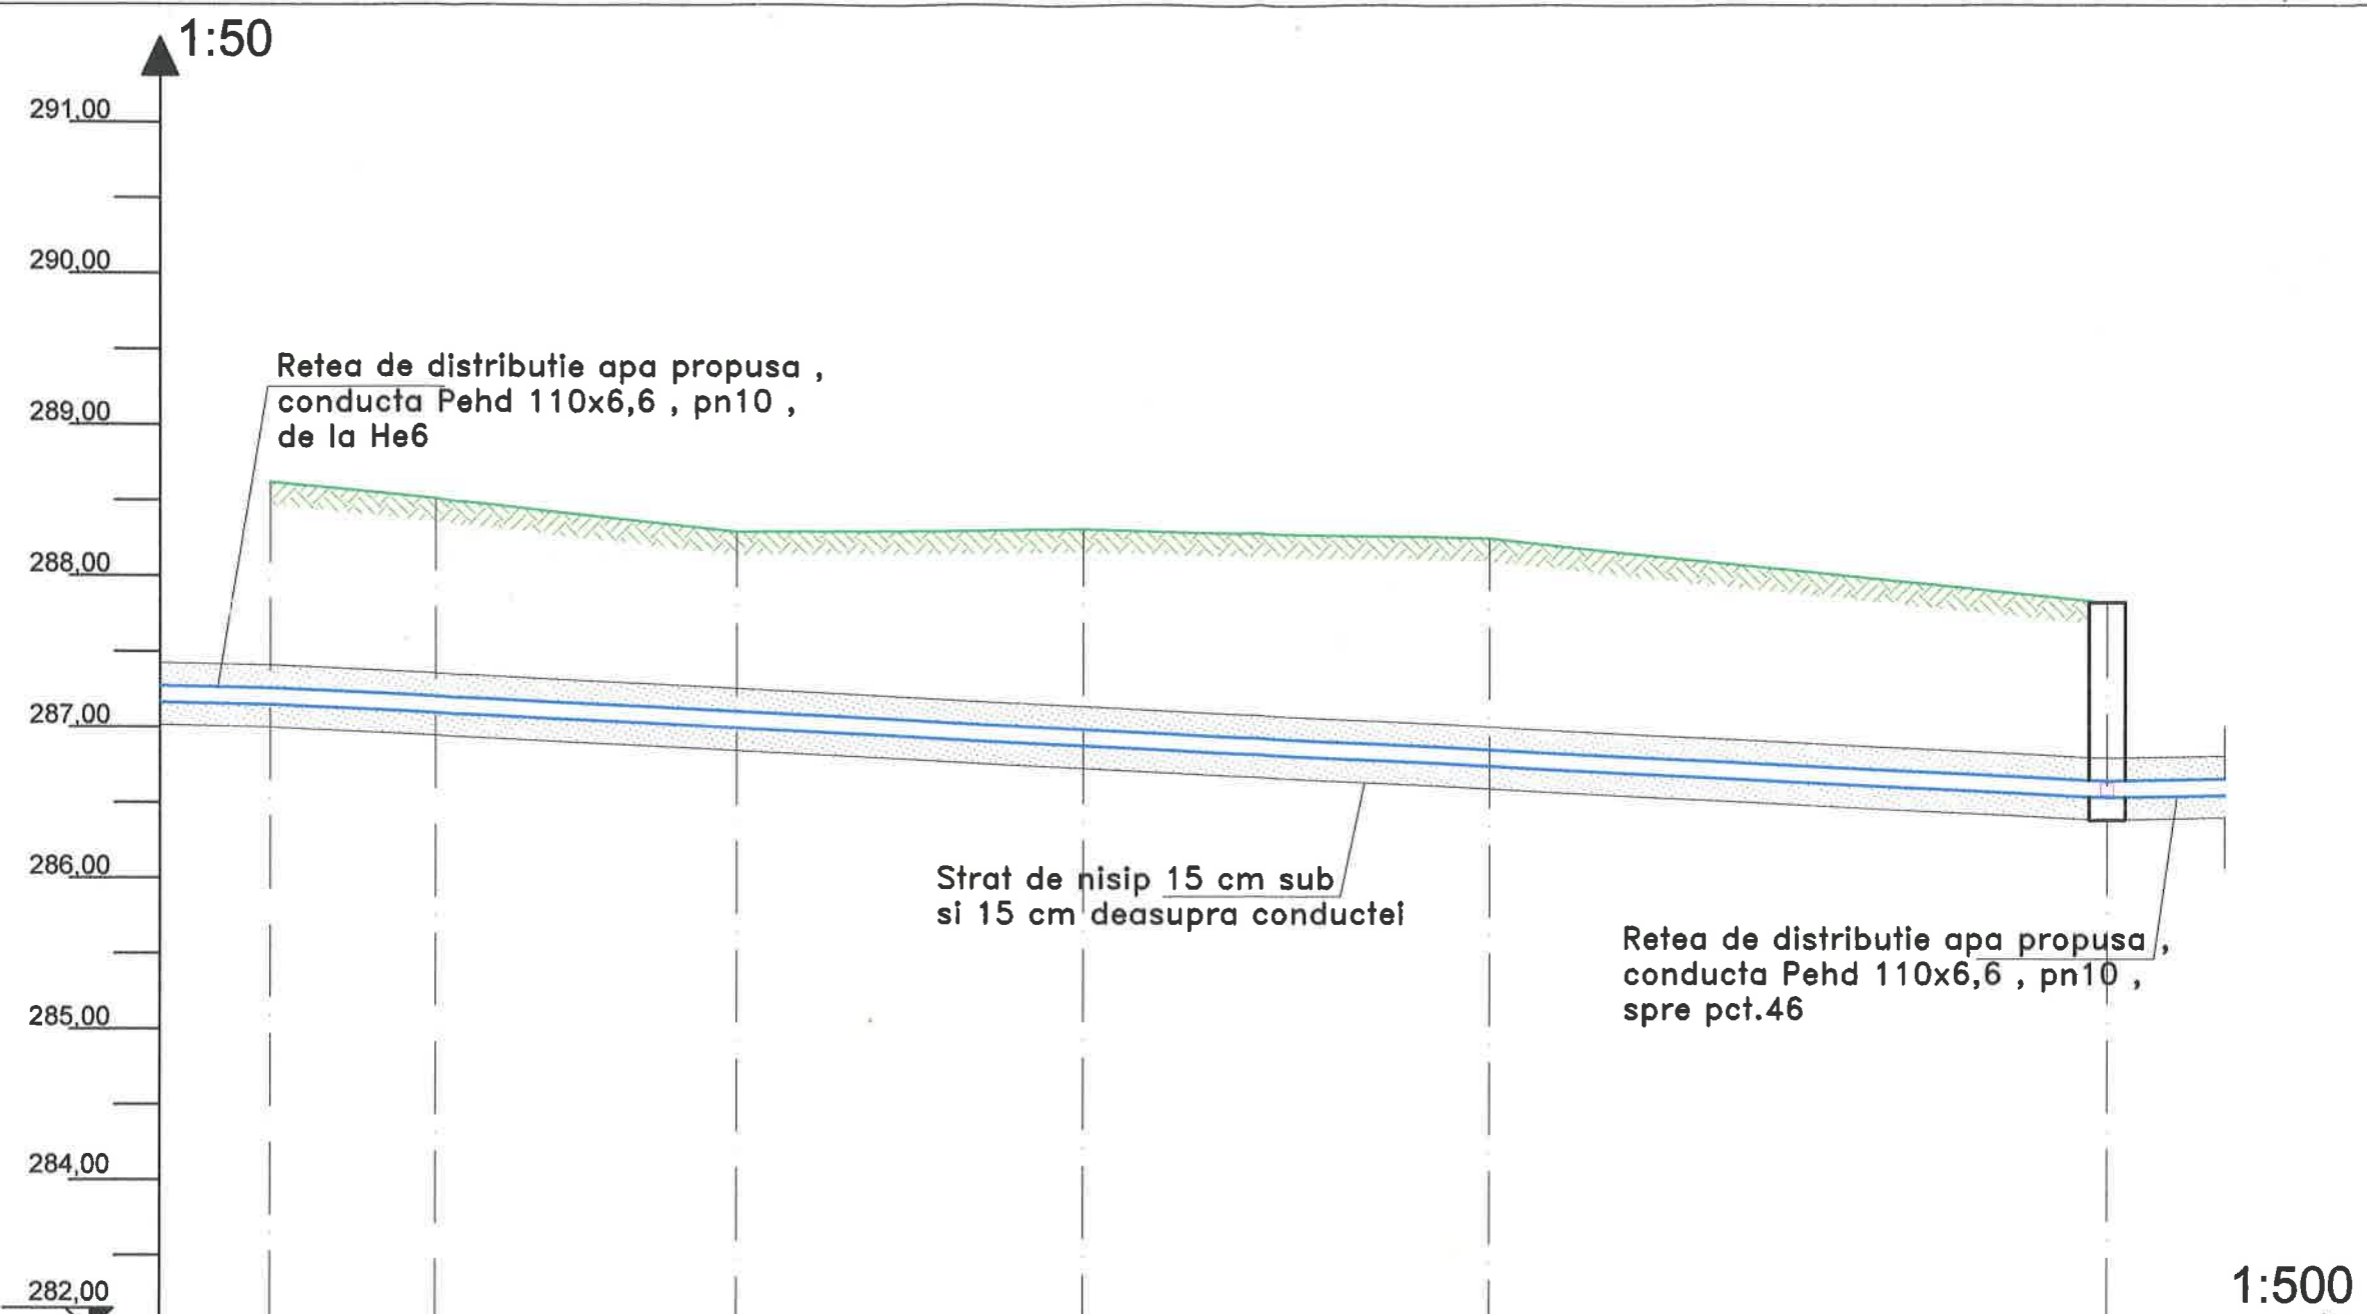 1:50
291,00
290,00
Retea de distributie apa propusa ,
conducta Pehd 110x6,6 , pn10 ,
de la He6
289,00
288,00
287,00
286,00
Strat de nisip 15 cm sub
si 15 cm deasupra conductei
Retea de distributie apa propusa ,
conducta Pehd 110x6,6 , pn10 ,
spre pct.46
285,00
284,00
282,00
1:500